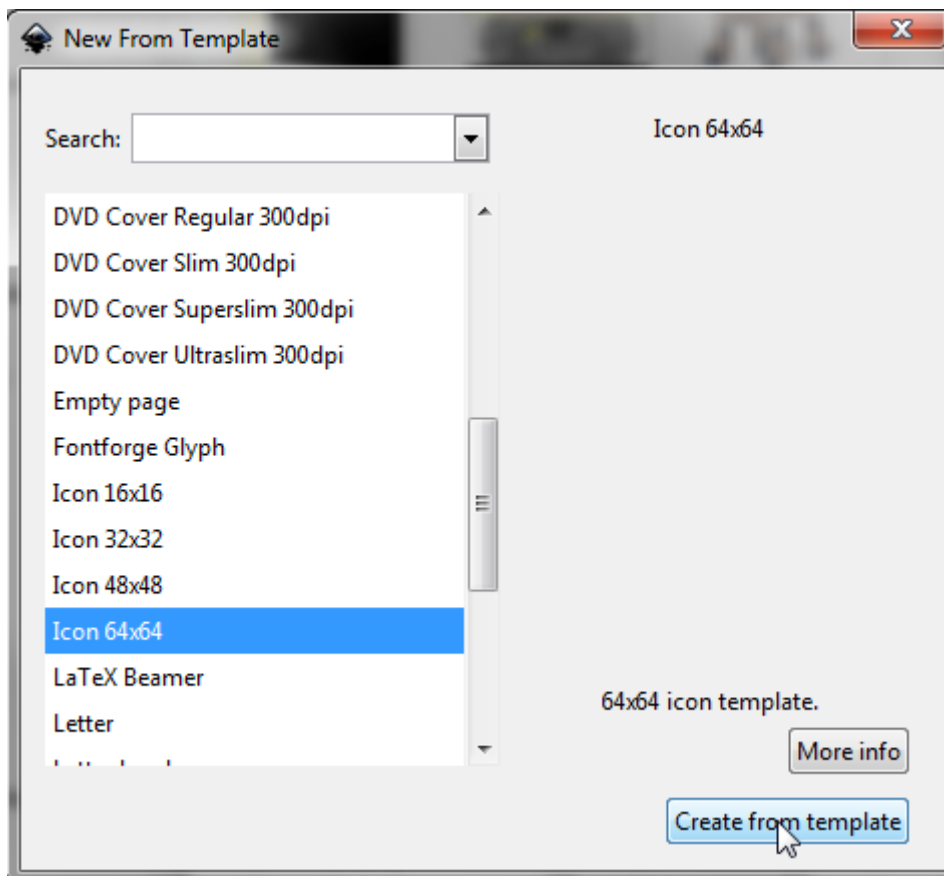 New From Template
Search:
Icon 64x64
DVD Cover Regular 300dpi
DVD Cover Slim 300dpi
DVD Cover Superslim 300dpi
DVD Cover Ultraslim 300dpi
Empty page
Fontforge Glyph
Icon 16x16
Icon 32x32
Icon 48x48
Icon 64x64
LaTeX Beamer
Letter
64x64 icon template.
More info
Create from template